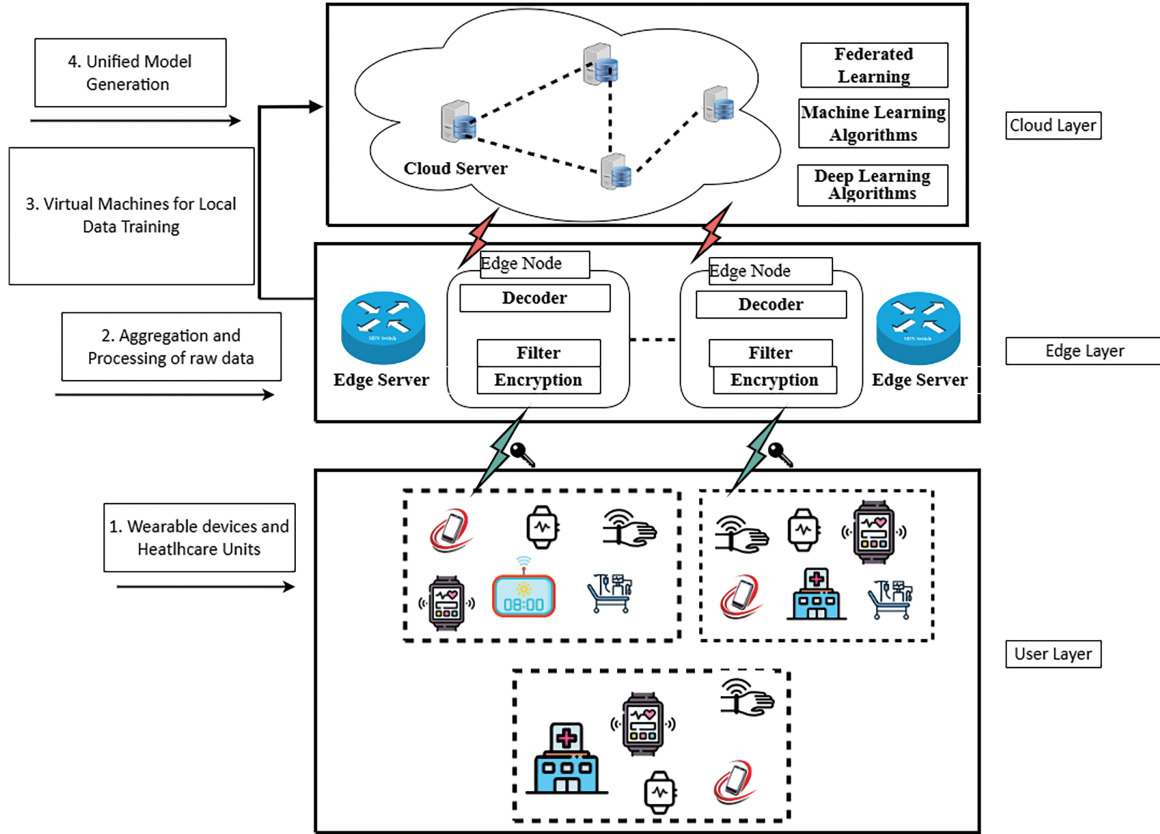 4. Unified Model
Generation
3. Virtual Machines for Local
Data Training
2. Aggregation and
Processing of raw data
1. Wearable devices and
Heatlhcare Units
Cloud Server
Federated
Learning
Machine Learning
Algorithms
Deep Learning
Algorithms
Cloud Layer
Edge Node
Decoder
Filter
Encryption
Edge Server
Edge Node
Decoder
Filter
Encryption
Edge Server
Edge Layer
08:00
User Layer